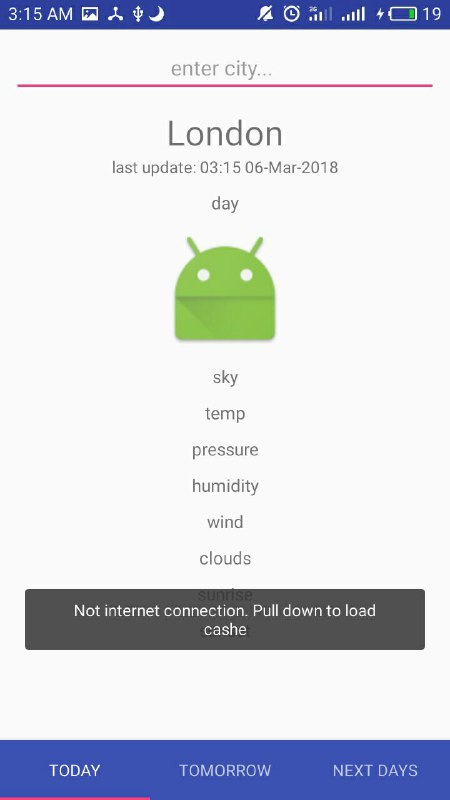 3:15 AM 3G 19
enter city...
London
last update: 03:15 06-Mar-2018
day
sky
temp
pressure
humidity
wind
clouds
sunrise
Not internet connection. Pull down to load
cashe
TODAY TOMORROW NEXT DAYS